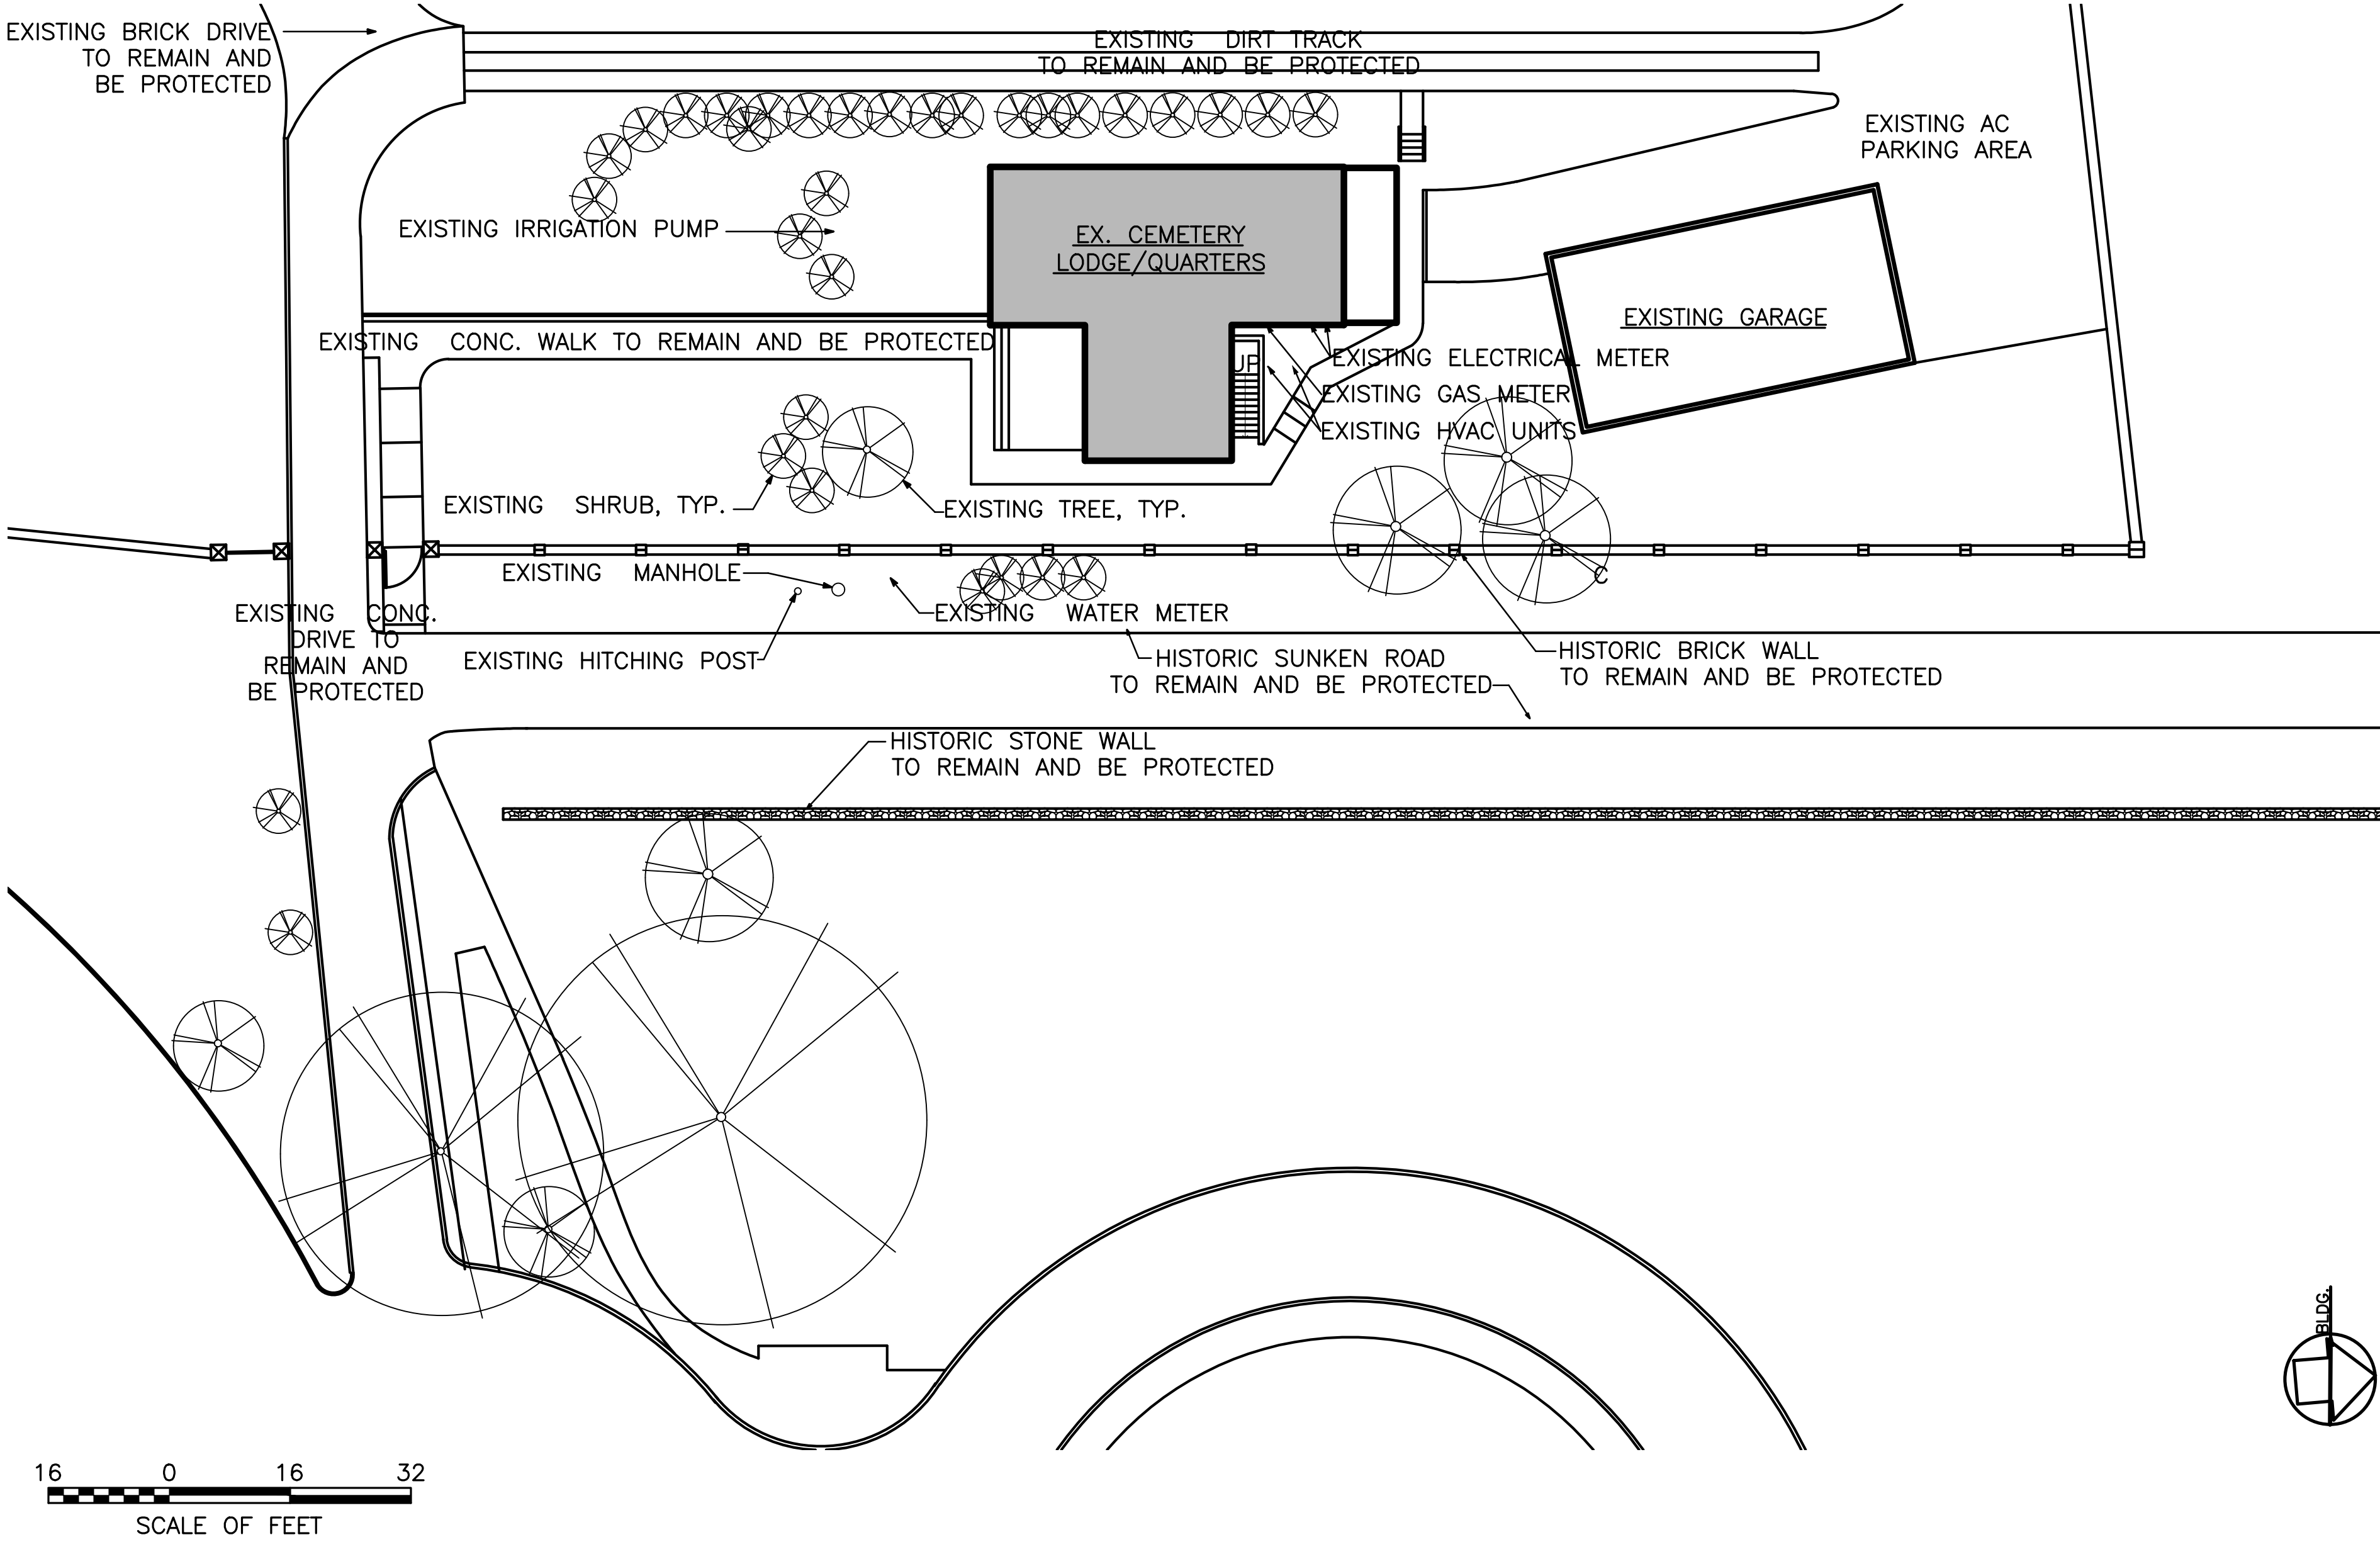 EXISTING BRICK DRIVE
TO REMAIN AND
BE PROTECTED
EXISTING DIRT TRACK
TO REMAIN AND BE PROTECTED
EXISTING AC
PARKING AREA
EXISTING IRRIGATION PUMP
EX. CEMETERY
LODGE/QUARTERS
EXISTING GARAGE
EXISTING CONC. WALK TO REMAIN AND BE PROTECTED
UP
EXISTING ELECTRICAL METER
EXISTING GAS METER
EXISTING HVAC UNITS
EXISTING SHRUB, TYP.
EXISTING TREE, TYP.
EXISTING MANHOLE
C
EXISTING WATER METER
EXISTING CONC.
DRIVE TO
REMAIN AND
BE PROTECTED
EXISTING HITCHING POST
HISTORIC SUNKEN ROAD
TO REMAIN AND BE PROTECTED
HISTORIC BRICK WALL
TO REMAIN AND BE PROTECTED
HISTORIC STONE WALL
TO REMAIN AND BE PROTECTED
BLDG.
16 0 16 32
SCALE OF FEET